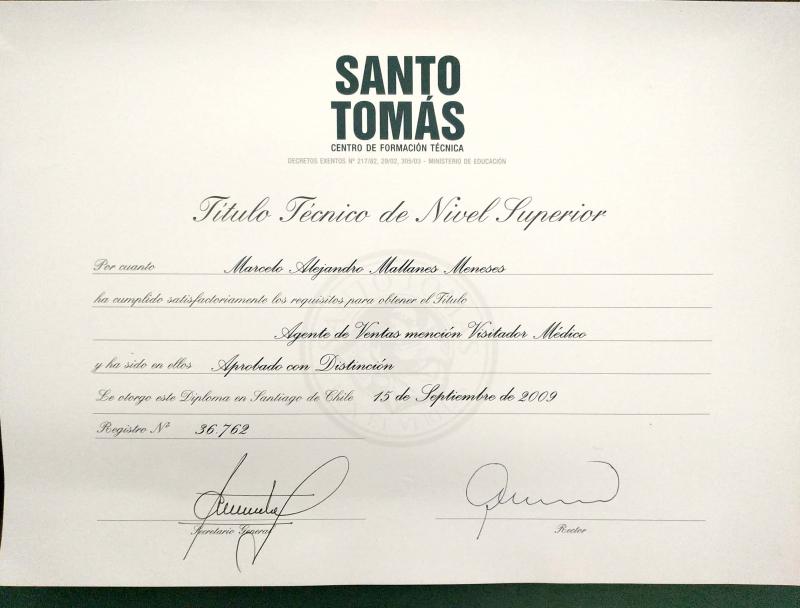 SANTO
TOMÁS
CENTRO DE FORMACIÓN TÉCNICA
DECRETOS EXENTOS Nº 217/82, 29/02, 305/03 - MINISTERIO DE EDUCACIÓN
Título Técnico de Nivel Superior
Por cuanto Marcelo Alejandro Mallanes Meneses
ha cumplido satisfactoriamente los requisitos para obtener el Título
Agente de Ventas mención Visitador Médico
y ha sido en ellos Aprobado con Distinción
Le otorgo este Diploma en Santiago de Chile 15 de Septiembre de 2009
Registro Nº 36.762
Secretario General
Rector